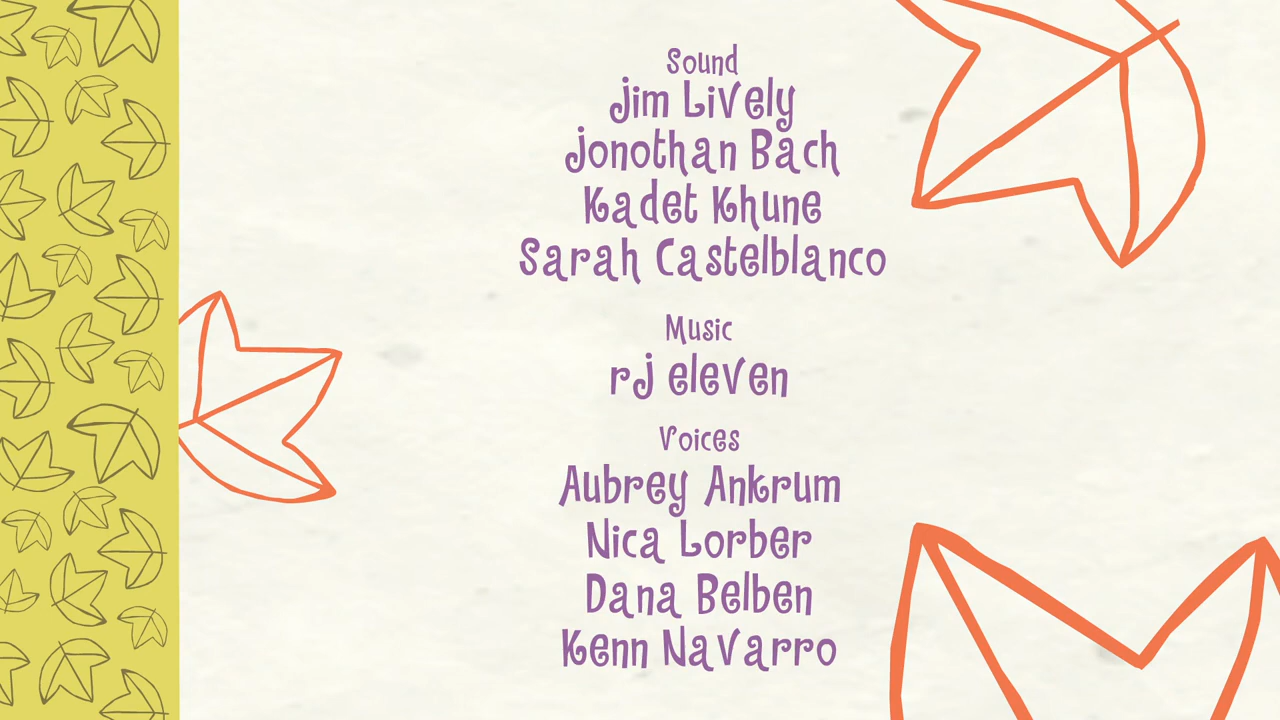 Sound
Jim Lively
Jonothan Bach
Kadet Khune
Sarah Castelblanco
Music
rj eleven
Voices
Aubrey Ankrum
Nica Lorber
Dana Belben
Kenn Navarro